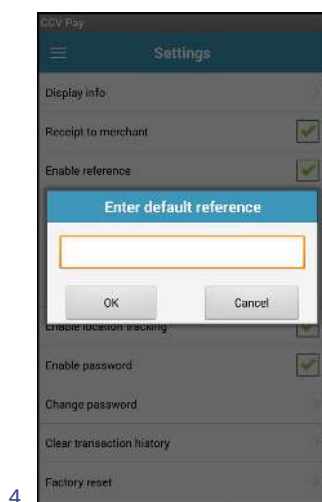 CCV Pay
Settings
Display info
Receipt to merchant
Enable reference
Enter default reference
OK
Cancel
Enable location tracking
Enable password
Change password
Clear transaction history
Factory reset
4